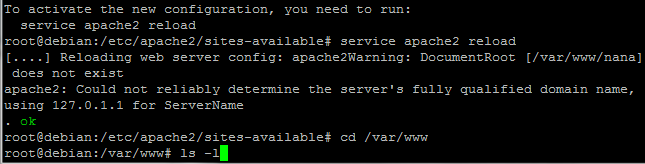 To activate the new configuration, you need to run:
  service apache2 reload
root@debian:/etc/apache2/sites-available# service apache2 reload
[....] Reloading web server config: apache2Warning: DocumentRoot [/var/www/nana]
 does not exist
apache2: Could not reliably determine the server's fully qualified domain name,
using 127.0.1.1 for ServerName
. ok
root@debian:/etc/apache2/sites-available# cd /var/www
root@debian:/var/www# ls -l